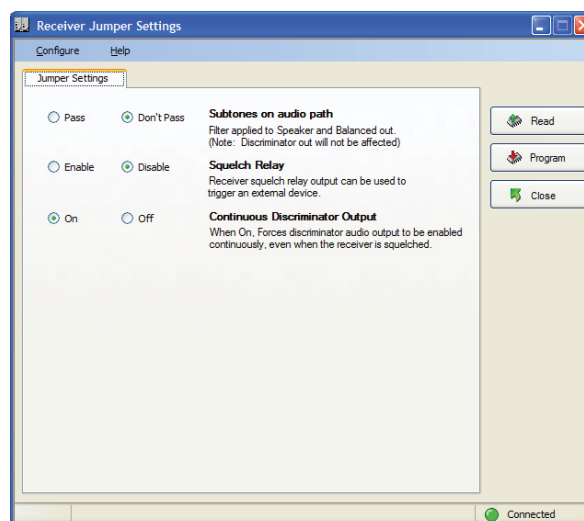 Receiver Jumper Settings
Configure Help
Jumper Settings
Pass Don't Pass Subtones on audio path
Filter applied to Speaker and Balanced out.
(Note: Discriminator out will not be affected)
Enable Disable Squelch Relay
Receiver squelch relay output can be used to
trigger an external device.
On Off Continuous Discriminator Output
When On, Forces discriminator audio output to be enabled
continuously, even when the receiver is squelched.
Read
Program
Close
Connected